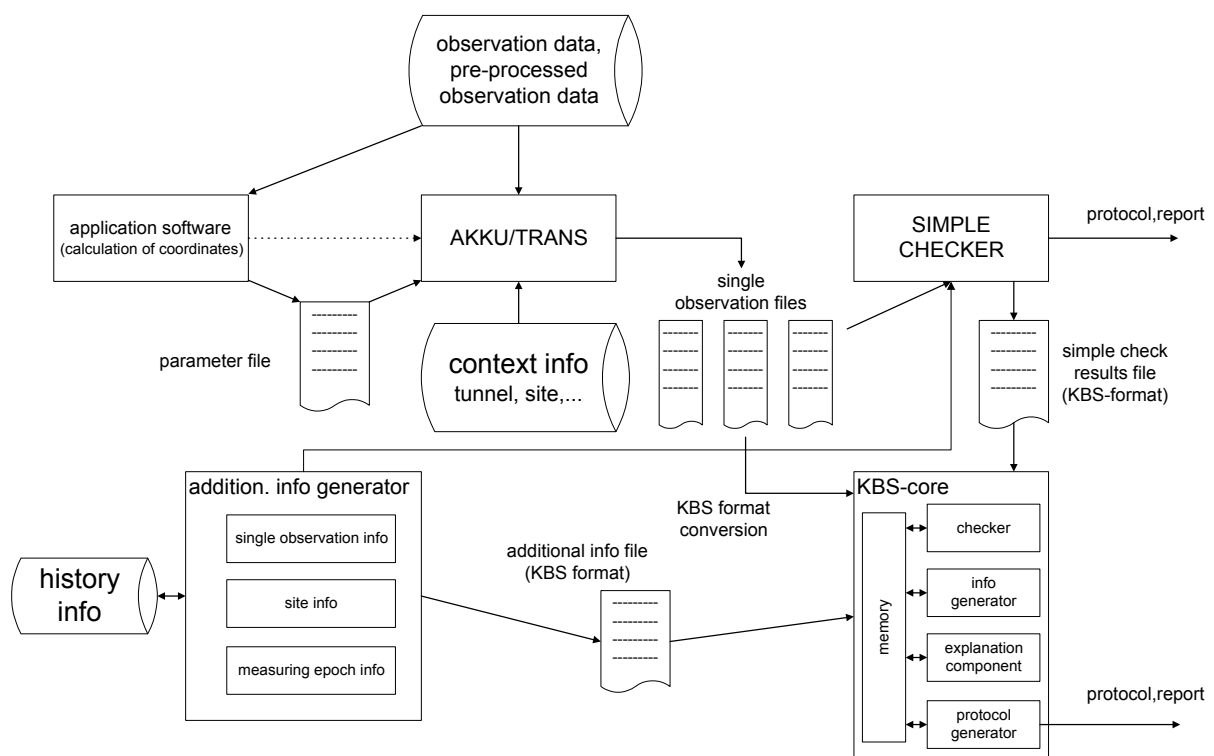 observation data,
pre-processed
observation data
application software
(calculation of coordinates)
AKKU/TRANS
SIMPLE
CHECKER
protocol,report
single
observation files
parameter file
context info
tunnel, site,...
simple check
results file
(KBS-format)
addition. info generator
single observation info
site info
measuring epoch info
history
info
additional info file
(KBS format)
KBS format
conversion
KBS-core
memory
checker
info
generator
explanation
component
protocol
generator
protocol,report